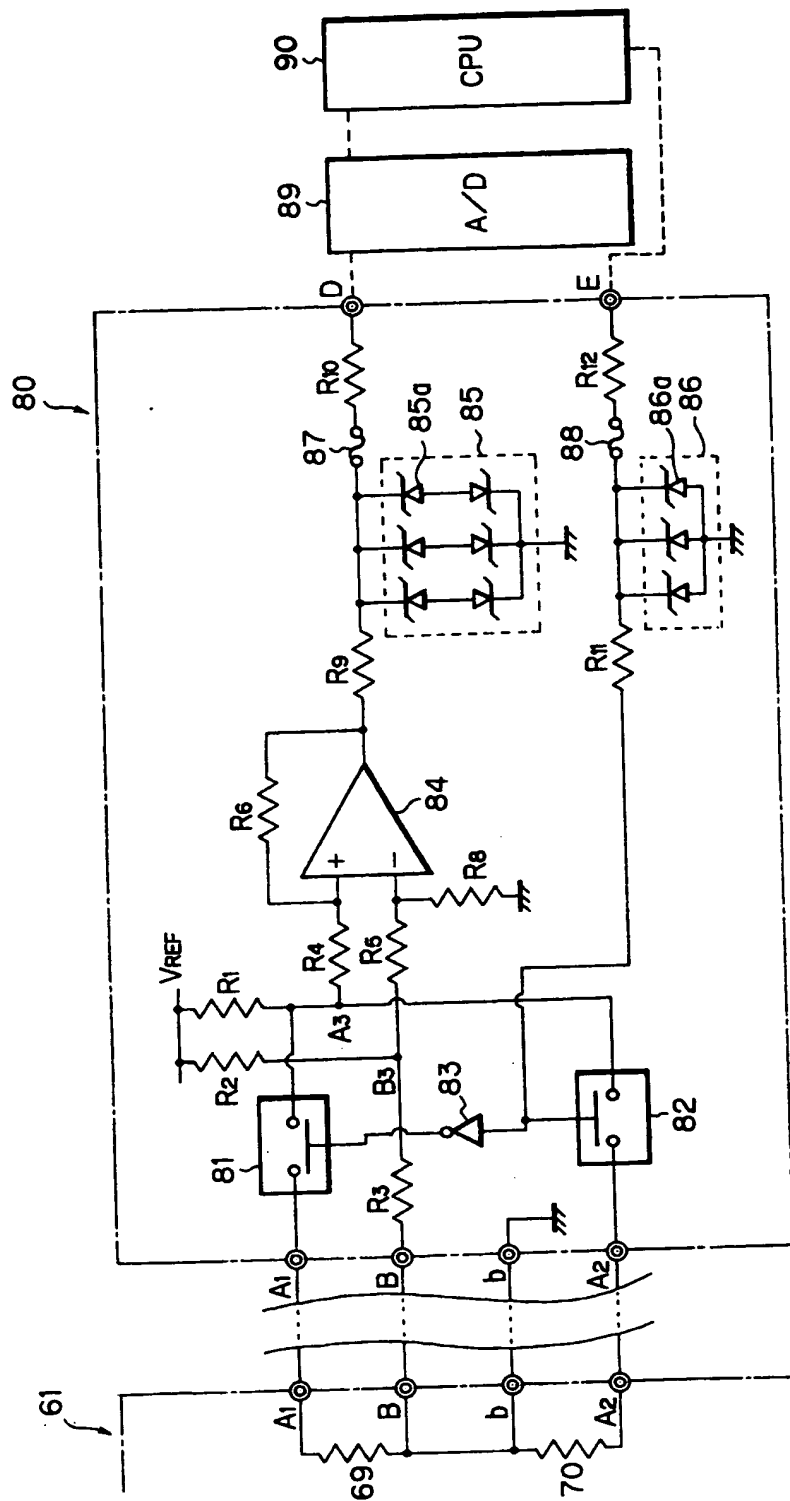 61
80
89
90
VREF
R2
R1
R6
81
A1
A1
A3
R4
+
−
84
R9
R10
87
D
85a
85
A/D
CPU
69
B
B
R3
B3
R5
R8
83
b
b
70
A2
A2
82
R11
88
R12
E
86a
86